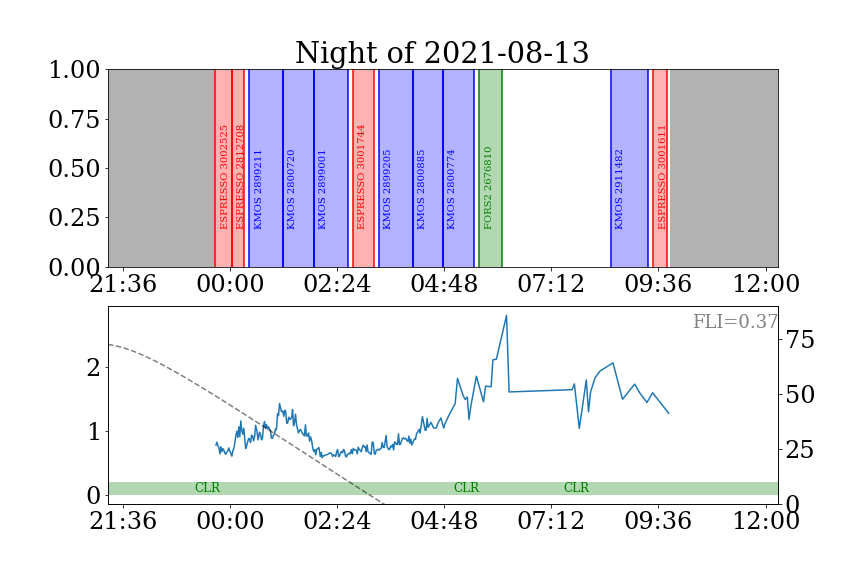 Night of 2021-08-13
1.00
0.75
0.50
0.25
0.00
ESPRESSO 3002525
ESPRESSO 2812708
KMOS 2899211
KMOS 2800720
KMOS 2899001
ESPRESSO 3001744
KMOS 2899205
KMOS 2800885
KMOS 2800774
FORS2 2676810
KMOS 2911482
ESPRESSO 3001611
21:36 00:00 02:24 04:48 07:12 09:36 12:00
FLI=0.37
2
1
0
75
50
25
0
CLR CLR CLR
21:36 00:00 02:24 04:48 07:12 09:36 12:00